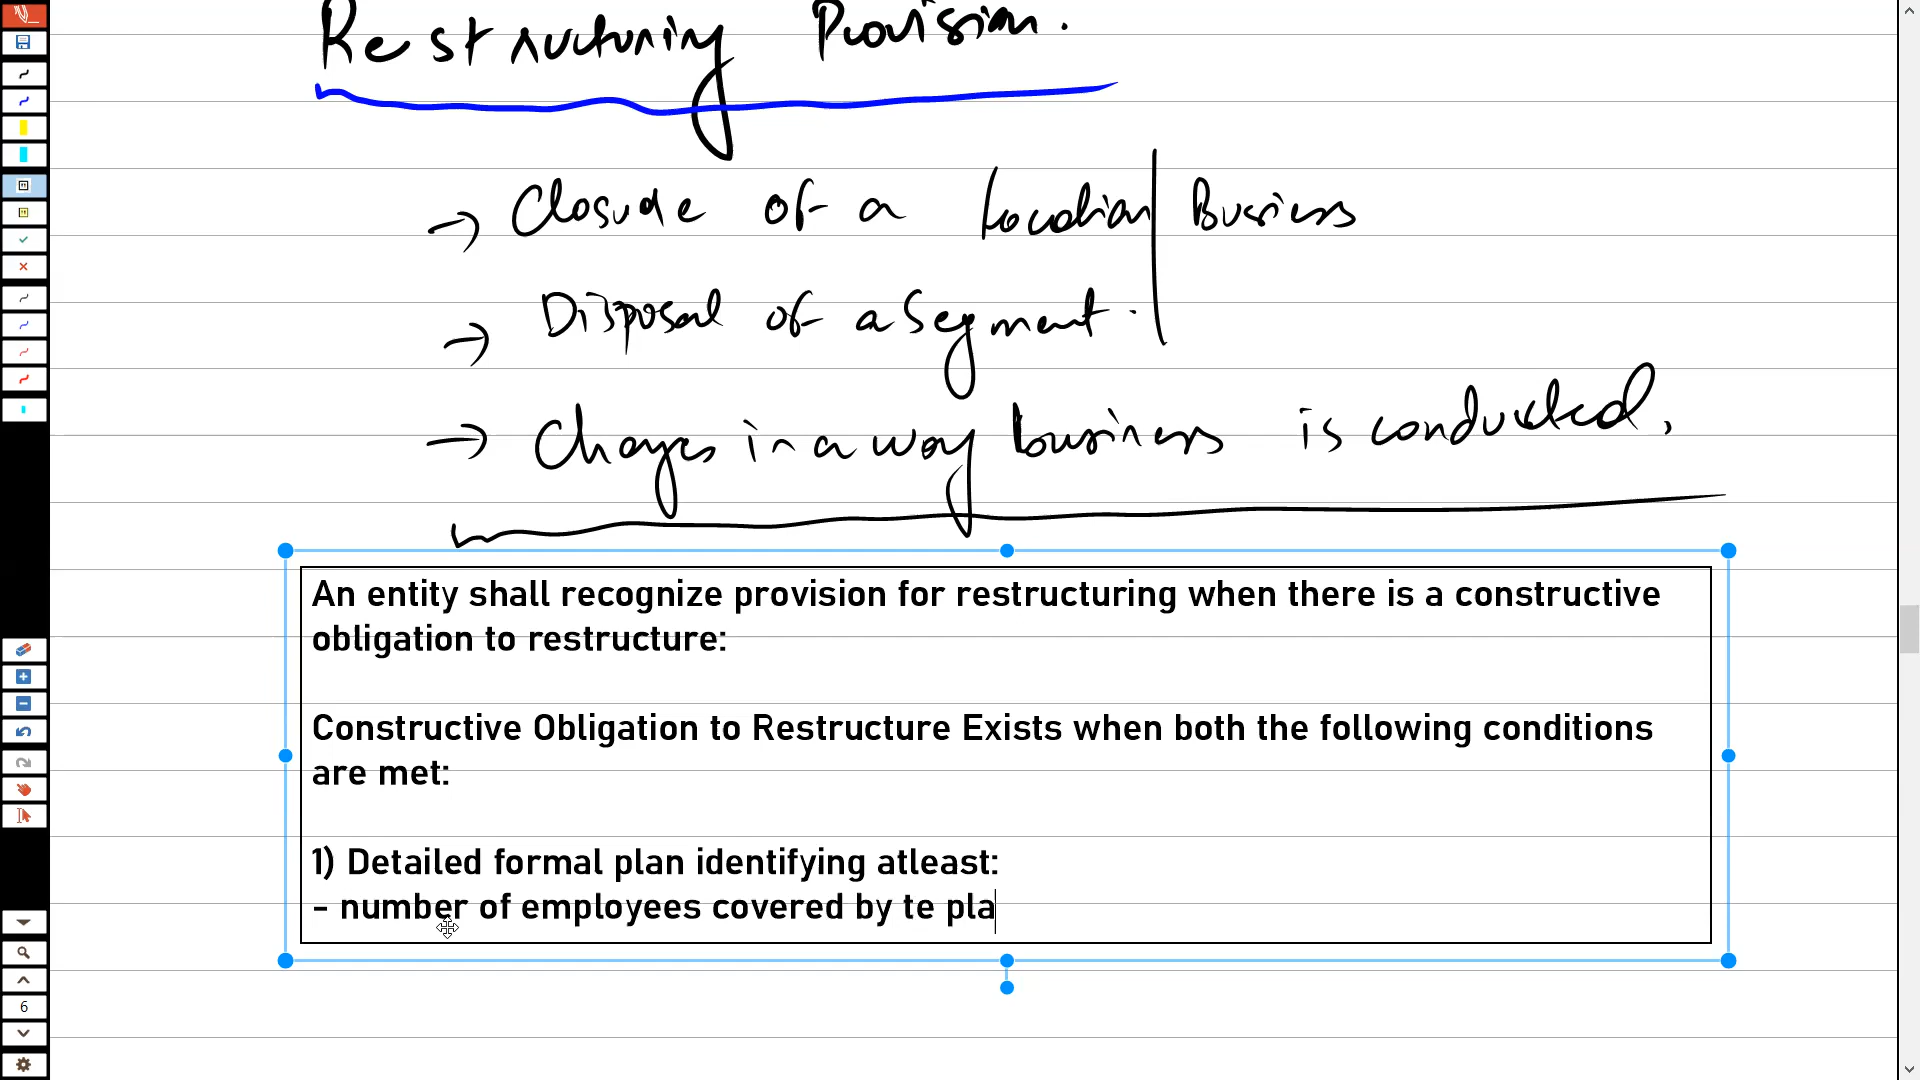 Restructuring Provision.
→ Closure of a Location | Business
→ Disposal of a Segment.
→ Changes in a way business is conducted.
An entity shall recognize provision for restructuring when there is a constructive
obligation to restructure:
Constructive Obligation to Restructure Exists when both the following conditions
are met:
1) Detailed formal plan identifying atleast:
- number of employees covered by te pla
6